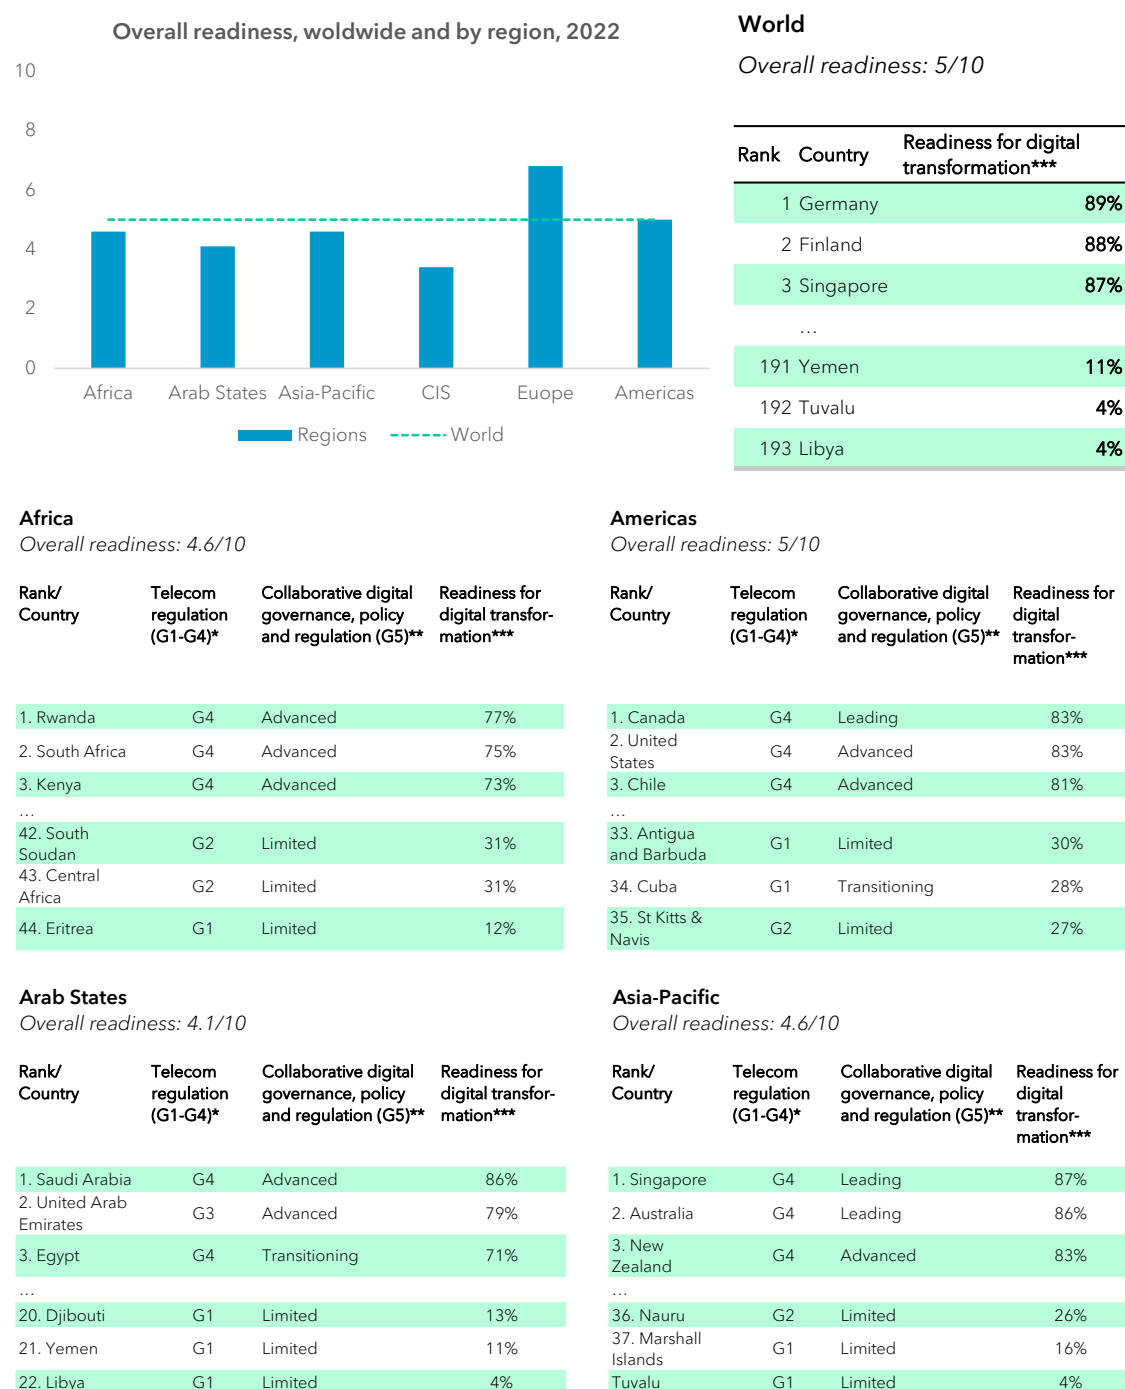 Overall readiness, woldwide and by region, 2022
10
8
6
4
2
0
Africa Arab States Asia-Pacific CIS Euope Americas
Regions World
World
Overall readiness: 5/10
Rank Country Readiness for digital
transformation***
1 Germany 89%
2 Finland 88%
3 Singapore 87%
…
191 Yemen 11%
192 Tuvalu 4%
193 Libya 4%
Africa
Overall readiness: 4.6/10
Rank/ Telecom Collaborative digital Readiness for
Country regulation governance, policy digital transfor-
(G1-G4)* and regulation (G5)** mation***
1. Rwanda G4 Advanced 77%
2. South Africa G4 Advanced 75%
3. Kenya G4 Advanced 73%
…
42. South
Soudan G2 Limited 31%
43. Central
Africa G2 Limited 31%
44. Eritrea G1 Limited 12%
Americas
Overall readiness: 5/10
Rank/ Telecom Collaborative digital Readiness for
Country regulation governance, policy digital
(G1-G4)* and regulation (G5)** transfor-
mation***
1. Canada G4 Leading 83%
2. United
States G4 Advanced 83%
3. Chile G4 Advanced 81%
…
33. Antigua
and Barbuda G1 Limited 30%
34. Cuba G1 Transitioning 28%
35. St Kitts &
Navis G2 Limited 27%
Arab States
Overall readiness: 4.1/10
Rank/ Telecom Collaborative digital Readiness for
Country regulation governance, policy digital transfor-
(G1-G4)* and regulation (G5)** mation***
1. Saudi Arabia G4 Advanced 86%
2. United Arab
Emirates G3 Advanced 79%
3. Egypt G4 Transitioning 71%
…
20. Djibouti G1 Limited 13%
21. Yemen G1 Limited 11%
22. Libya G1 Limited 4%
Asia-Pacific
Overall readiness: 4.6/10
Rank/ Telecom Collaborative digital Readiness for
Country regulation governance, policy digital
(G1-G4)* and regulation (G5)** transfor-
mation***
1. Singapore G4 Leading 87%
2. Australia G4 Leading 86%
3. New
Zealand G4 Advanced 83%
…
36. Nauru G2 Limited 26%
37. Marshall
Islands G1 Limited 16%
Tuvalu G1 Limited 4%